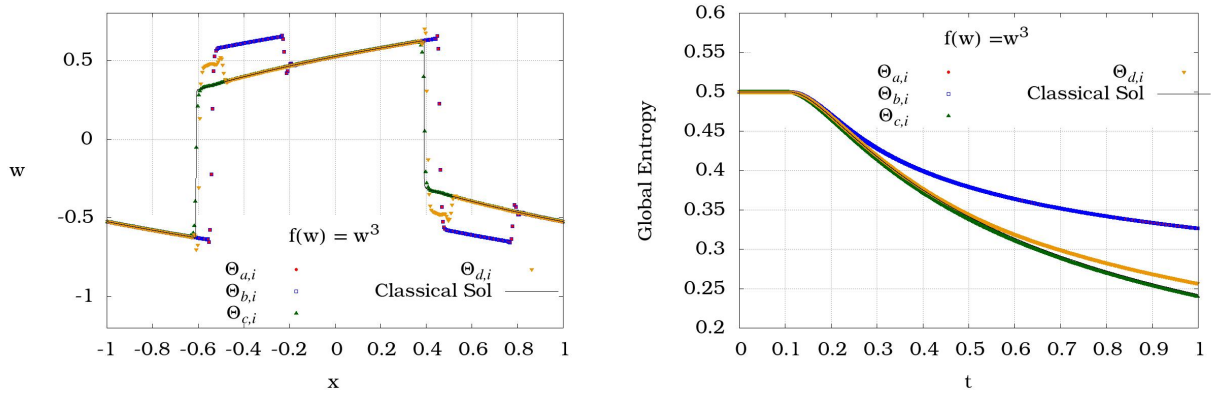 0.5
0
-0.5
-1
w
f(w) = w³
Θa,i
Θb,i
Θc,i
Θd,i
Classical Sol
-1 -0.8 -0.6 -0.4 -0.2 0 0.2 0.4 0.6 0.8 1
x
0.6
0.55
0.5
0.45
0.4
0.35
0.3
0.25
0.2
Global Entropy
f(w) =w³
Θa,i
Θb,i
Θc,i
Θd,i
Classical Sol
0 0.1 0.2 0.3 0.4 0.5 0.6 0.7 0.8 0.9 1
t